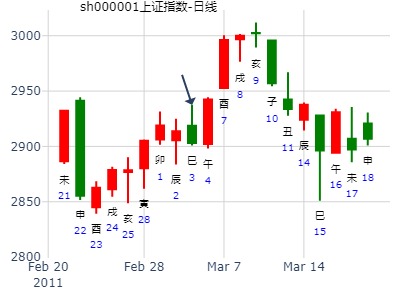 sh000001上证指数-日线
3000
2950
2900
2850
2800
未
21
申
22
酉
23
戌
24
亥
25
寅
28
卯
1
辰
2
巳
3
午
4
酉
7
戌
8
亥
9
子
10
丑
11
辰
14
巳
15
午
16
未
17
申
18
Feb 20
2011
Feb 28
Mar 7
Mar 14